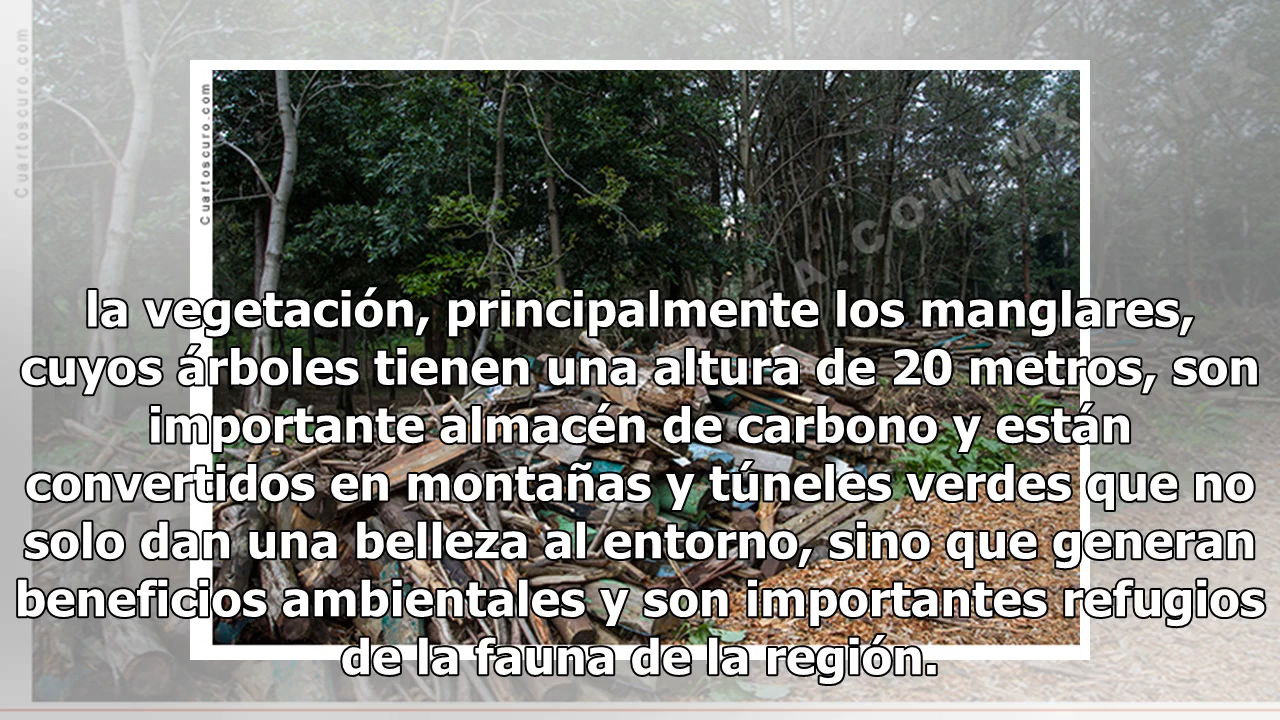 Cuartoscuro.com
Cuartoscuro.com
la vegetación, principalmente los manglares,
cuyos árboles tienen una altura de 20 metros, son
importante almacén de carbono y están
convertidos en montañas y túneles verdes que no
solo dan una belleza al entorno, sino que generan
beneficios ambientales y son importantes refugios
de la fauna de la región.